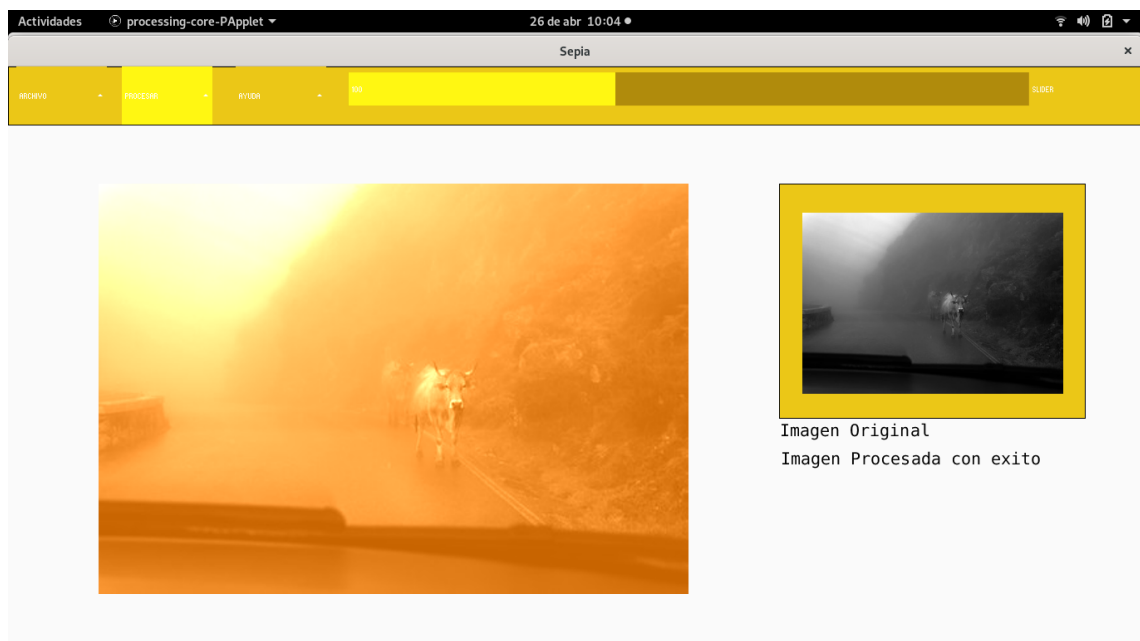 Actividades processing-core-PApplet 26 de abr 10:04
Sepia
ARCHIVO PROCESAR AYUDA SLIDER
Imagen Original
Imagen Procesada con exito